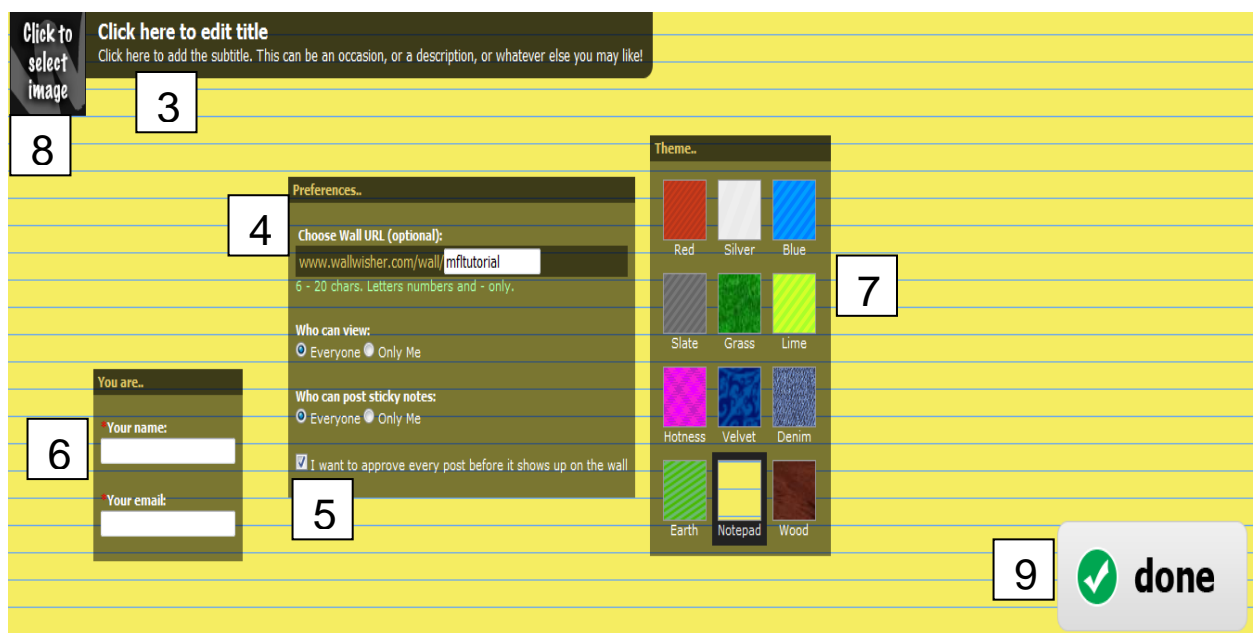 Click to
select
image
Click here to edit title
Click here to add the subtitle. This can be an occasion, or a description, or whatever else you may like!
3
8
Preferences..
4
Choose Wall URL (optional):
www.wallwisher.com/wall/ mfltutorial
6 - 20 chars. Letters numbers and - only.
Who can view:
Everyone Only Me
Who can post sticky notes:
Everyone Only Me
I want to approve every post before it shows up on the wall
5
You are..
6
*Your name:
*Your email:
Theme..
Red Silver Blue
7
Slate Grass Lime
Hotness Velvet Denim
Earth Notepad Wood
9
done